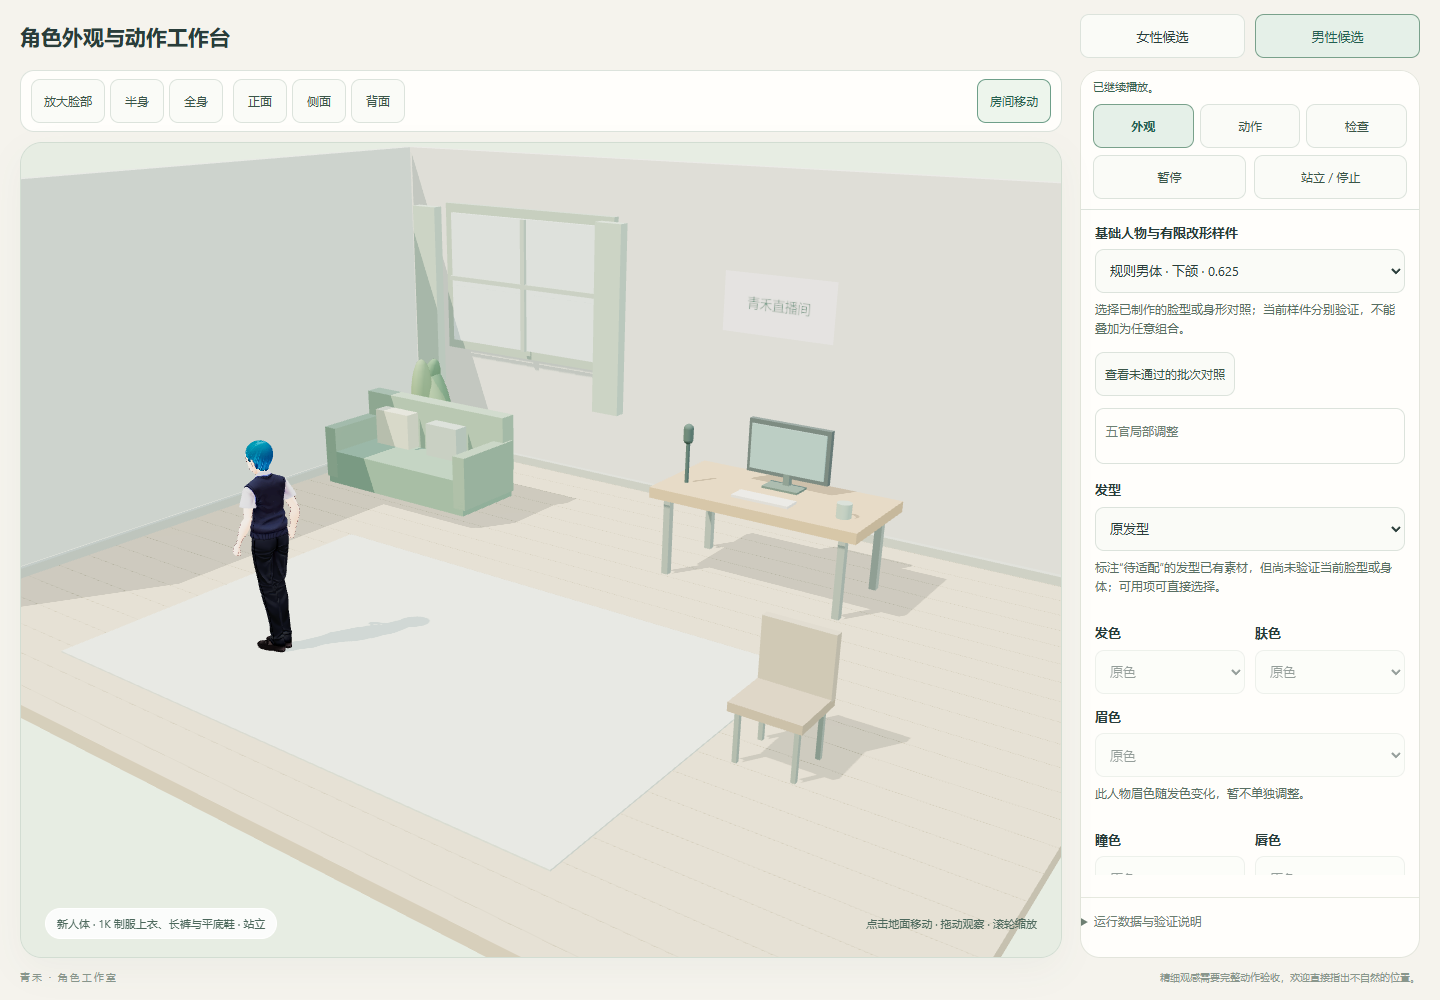 角色外观与动作工作台
女性候选
男性候选
放大脸部
半身
全身
正面
侧面
背面
房间移动
已继续播放。
外观
动作
检查
暂停
站立 / 停止
基础人物与有限改形样件
规则男体 · 下颌 · 0.625
选择已制作的脸型或身形对照；当前样件分别验证，不能
叠加为任意组合。
查看未通过的批次对照
五官局部调整
发型
原发型
标注“待适配”的发型已有素材，但尚未验证当前脸型或身
体；可用项可直接选择。
发色
肤色
原色
原色
眉色
原色
此人物眉色随发色变化，暂不单独调整。
瞳色
唇色
运行数据与验证说明
青禾直播间
新人体 · 1K 制服上衣、长裤与平底鞋 · 站立
点击地面移动 · 拖动观察 · 滚轮缩放
青禾 · 角色工作室
精细观感需要完整动作验收，欢迎直接指出不自然的位置。